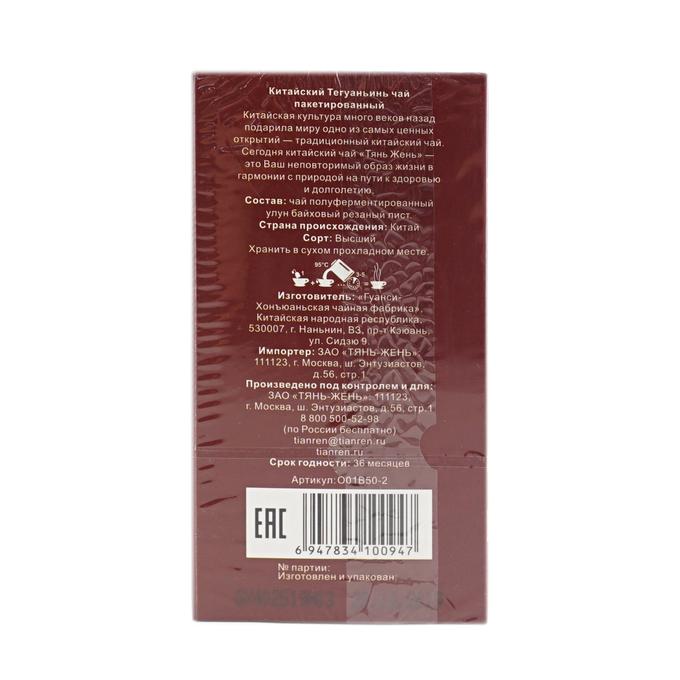 Китайский Тегуаньинь чай
пакетированный
Китайская культура много веков назад
подарила миру одно из самых ценных
открытий — традиционный китайский чай.
Сегодня китайский чай «Тянь Жень» —
это Ваш неповторимый образ жизни в
гармонии с природой на пути к здоровью
и долголетию.
Состав: чай полуферментированный
улун байховый резаный лист.
Страна происхождения: Китай
Сорт: Высший
Хранить в сухом прохладном месте.
95°C
3-5
Изготовитель: «Гуанси-
Хонъюаньская чайная фабрика».
Китайская народная республика,
530007, г. Наньнин, ВЗ, пр-т Кэюань,
ул. Сидзю 9.
Импортер: ЗАО «ТЯНЬ-ЖЕНЬ»,
111123, г. Москва, ш. Энтузиастов,
д.56, стр.1
Произведено под контролем и для:
ЗАО «ТЯНЬ-ЖЕНЬ», 111123,
г. Москва, ш. Энтузиастов, д.56, стр.1
8 800 500-52-98
(по России бесплатно)
tianren@tianren.ru
tianren.ru
Срок годности: 36 месяцев
Артикул: О01В50-2
EAC
6 947834 100947
№ партии:
Изготовлен и упакован: